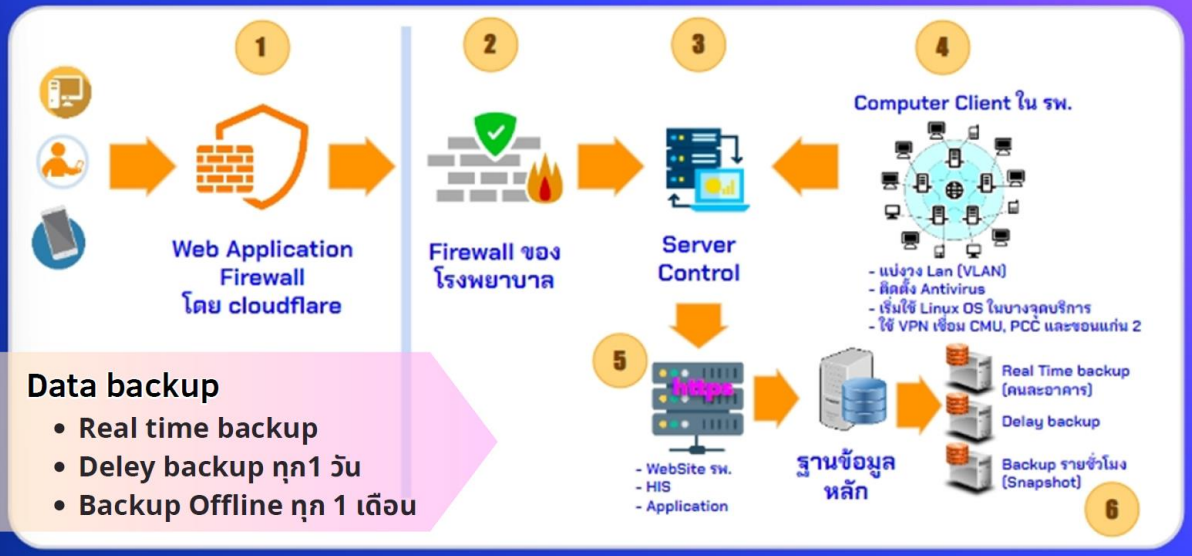 1
2
3
4
Computer Client ใน รพ.
Web Application
Firewall
โดย cloudflare
Firewall ของ
โรงพยาบาล
Server
Control
- แบ่งวง Lan (VLAN)
- ติดตั้ง Antivirus
- เริ่มใช้ Linux OS ในบางจุดบริการ
- ใช้ VPN เชื่อม CMU, PCC และขอนแก่น 2
5
https
- WebSite รพ.
- HIS
- Application
ฐานข้อมูล
หลัก
Real Time backup
(คนละอาคาร)
Delay backup
Backup รายชั่วโมง
(Snapshot)
6
Data backup
• Real time backup
• Deley backup ทุก1 วัน
• Backup Offline ทุก 1 เดือน